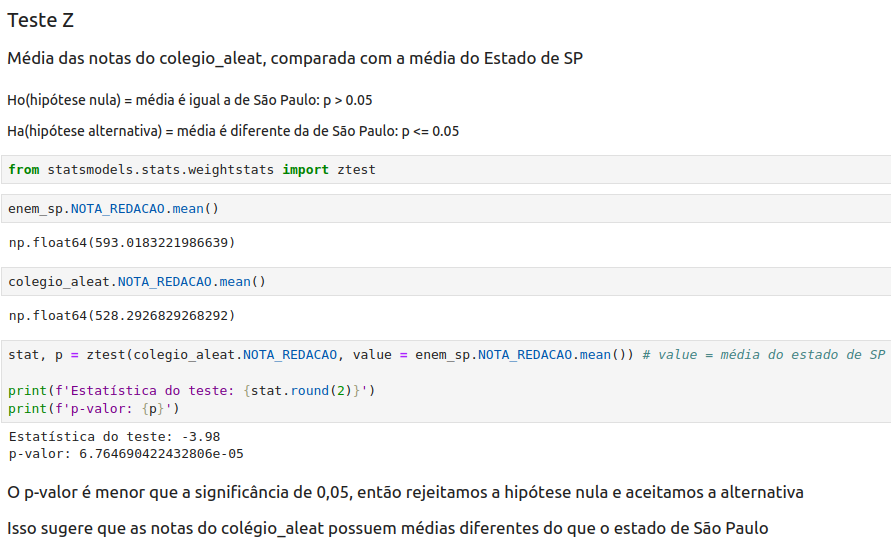 Teste Z
Média das notas do colegio_aleat, comparada com a média do Estado de SP
Ho(hipótese nula) = média é igual a de São Paulo: p > 0.05
Ha(hipótese alternativa) = média é diferente da de São Paulo: p <= 0.05
from statsmodels.stats.weightstats import ztest
enem_sp.NOTA_REDACAO.mean()
np.float64(593.0183221986639)
colegio_aleat.NOTA_REDACAO.mean()
np.float64(528.2926829268292)
stat, p = ztest(colegio_aleat.NOTA_REDACAO, value = enem_sp.NOTA_REDACAO.mean()) # value = média do estado de SP
print(f'Estatística do teste: {stat.round(2)}')
print(f'p-valor: {p}')
Estatística do teste: -3.98
p-valor: 6.764690422432806e-05
O p-valor é menor que a significância de 0,05, então rejeitamos a hipótese nula e aceitamos a alternativa
Isso sugere que as notas do colégio_aleat possuem médias diferentes do que o estado de São Paulo